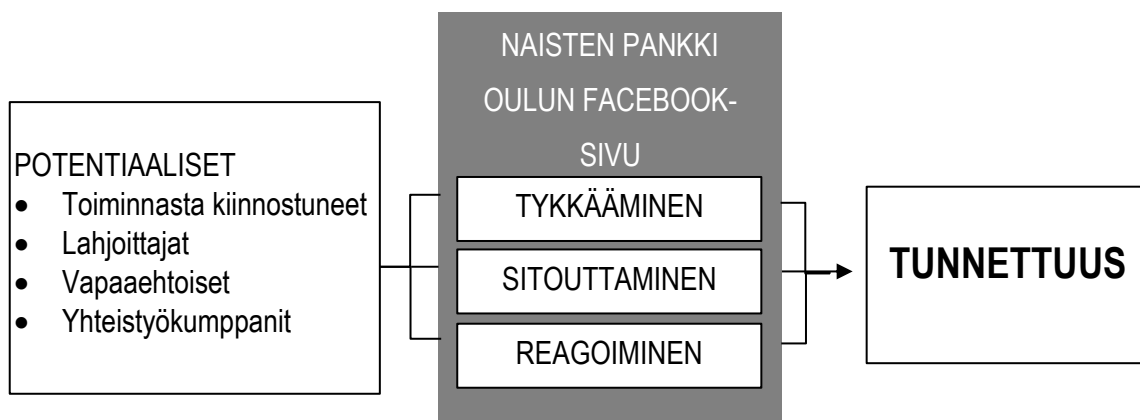 POTENTIAALISET
• Toiminnasta kiinnostuneet
• Lahjoittajat
• Vapaaehtoiset
• Yhteistyökumppanit
NAISTEN PANKKI
OULUN FACEBOOK-
SIVU
TYKKÄÄMINEN
SITOUTTAMINEN
REAGOIMINEN
TUNNETTUUS